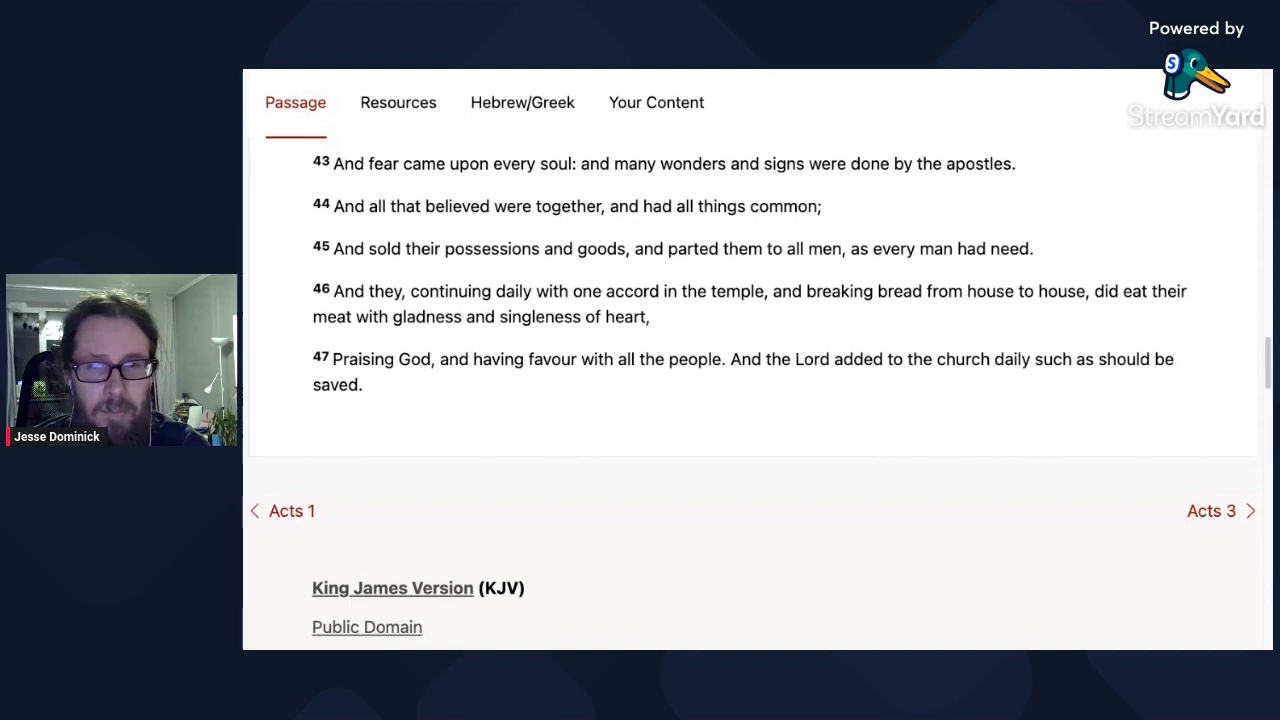 Powered by
S
StreamYard
Passage Resources Hebrew/Greek Your Content
43 And fear came upon every soul: and many wonders and signs were done by the apostles.
44 And all that believed were together, and had all things common;
45 And sold their possessions and goods, and parted them to all men, as every man had need.
46 And they, continuing daily with one accord in the temple, and breaking bread from house to house, did eat their
meat with gladness and singleness of heart,
47 Praising God, and having favour with all the people. And the Lord added to the church daily such as should be
saved.
Jesse Dominick
Acts 1
Acts 3
King James Version (KJV)
Public Domain